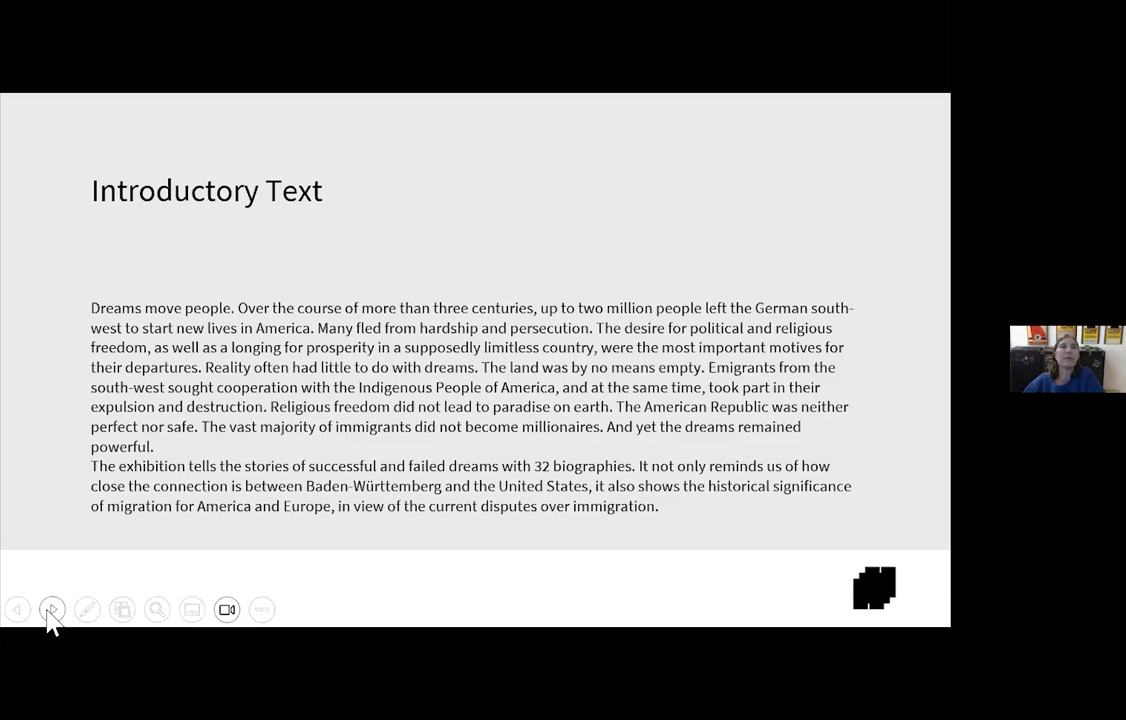 Introductory Text
Dreams move people. Over the course of more than three centuries, up to two million people left the German south-
west to start new lives in America. Many fled from hardship and persecution. The desire for political and religious
freedom, as well as a longing for prosperity in a supposedly limitless country, were the most important motives for
their departures. Reality often had little to do with dreams. The land was by no means empty. Emigrants from the
south-west sought cooperation with the Indigenous People of America, and at the same time, took part in their
expulsion and destruction. Religious freedom did not lead to paradise on earth. The American Republic was neither
perfect nor safe. The vast majority of immigrants did not become millionaires. And yet the dreams remained
powerful.
The exhibition tells the stories of successful and failed dreams with 32 biographies. It not only reminds us of how
close the connection is between Baden-Württemberg and the United States, it also shows the historical significance
of migration for America and Europe, in view of the current disputes over immigration.